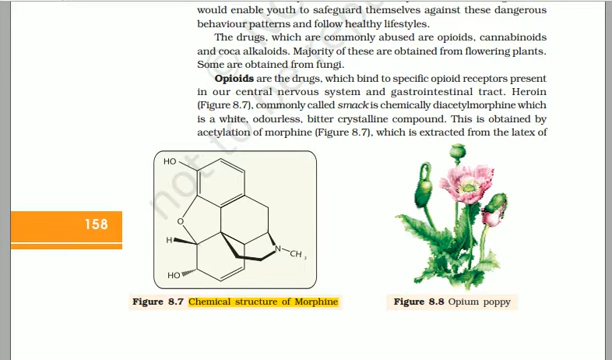 would enable youth to safeguard themselves against these dangerous
behaviour patterns and follow healthy lifestyles.
The drugs, which are commonly abused are opioids, cannabinoids
and coca alkaloids. Majority of these are obtained from flowering plants.
Some are obtained from fungi.
Opioids are the drugs, which bind to specific opioid receptors present
in our central nervous system and gastrointestinal tract. Heroin
(Figure 8.7), commonly called smack is chemically diacetylmorphine which
is a white, odourless, bitter crystalline compound. This is obtained by
acetylation of morphine (Figure 8.7), which is extracted from the latex of
158
HO
O
H
N
CH3
HO
Figure 8.7 Chemical structure of Morphine
Figure 8.8 Opium poppy
not to be